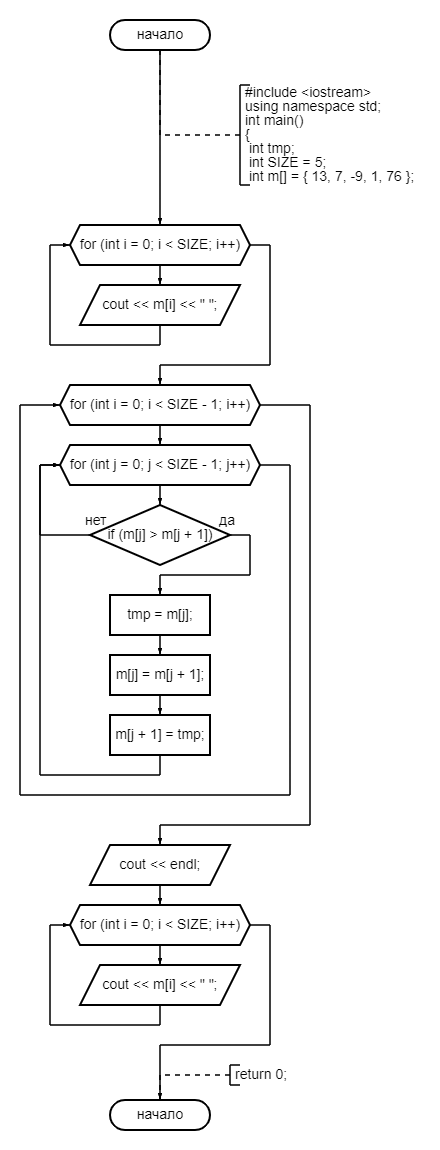 начало
#include <iostream>
using namespace std;
int main()
{
int tmp;
int SIZE = 5;
int m[] = { 13, 7, -9, 1, 76 };
for (int i = 0; i < SIZE; i++)
cout << m[i] << " ";
for (int i = 0; i < SIZE - 1; i++)
for (int j = 0; j < SIZE - 1; j++)
нет
да
if (m[j] > m[j + 1])
tmp = m[j];
m[j] = m[j + 1];
m[j + 1] = tmp;
cout << endl;
for (int i = 0; i < SIZE; i++)
cout << m[i] << " ";
return 0;
начало